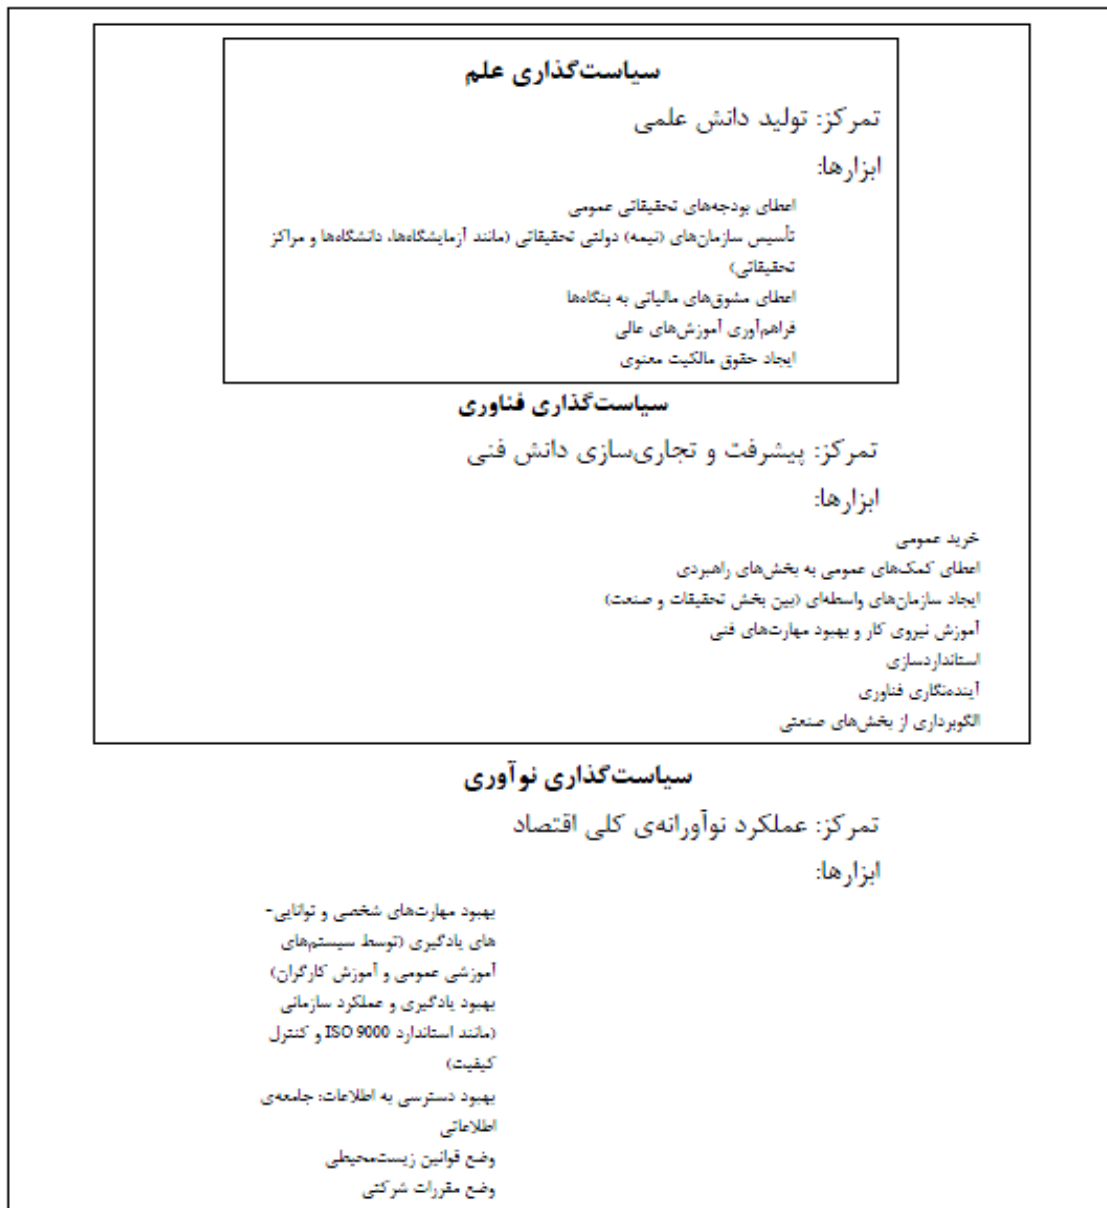 سیاست‌گذاری علم
تمرکز: تولید دانش علمی
ابزارها:
اعطای بودجه‌های تحقیقاتی عمومی
تأسیس سازمان‌های (نیمه) دولتی تحقیقاتی (مانند آزمایشگاه‌ها، دانشگاه‌ها و مراکز
تحقیقاتی)
اعطای مشوق‌های مالیاتی به بنگاه‌ها
فراهم‌آوری آموزش‌های عالی
ایجاد حقوق مالکیت معنوی
سیاست‌گذاری فناوری
تمرکز: پیشرفت و تجاری‌سازی دانش فنی
ابزارها:
خرید عمومی
اعطای کمک‌های عمومی به بخش‌های راهبردی
ایجاد سازمان‌های واسطه‌ای (بین بخش تحقیقات و صنعت)
آموزش نیروی کار و بهبود مهارت‌های فنی
استانداردسازی
آینده‌نگاری فناوری
الگوبرداری از بخش‌های صنعتی
سیاست‌گذاری نوآوری
تمرکز: عملکرد نوآورانه‌ی کلی اقتصاد
ابزارها:
بهبود مهارت‌های شخصی و توانایی-
های یادگیری (توسط سیستم‌های
آموزشی عمومی و آموزش کارگران)
بهبود یادگیری و عملکرد سازمانی
(مانند استاندارد ISO 9000 و کنترل
کیفیت)
بهبود دسترسی به اطلاعات: جامعه‌ی
اطلاعاتی
وضع قوانین زیست‌محیطی
وضع مقررات شرکتی